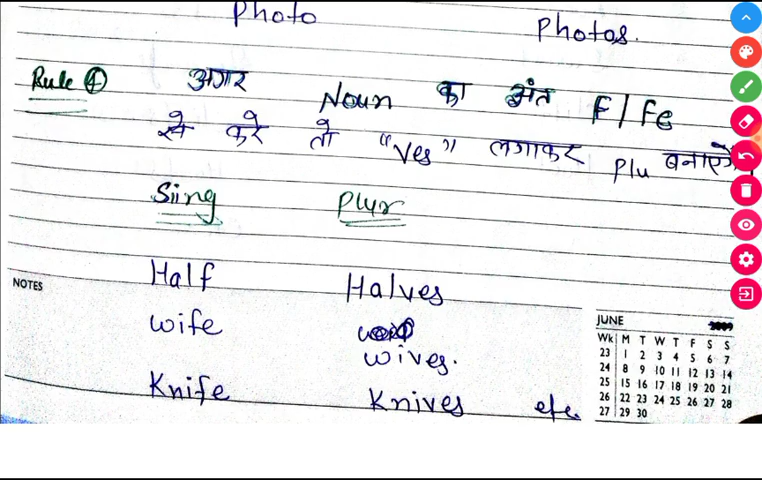 Photo Photos.
Rule ④ अगर Noun का अंत F/Fe
से करे तो "Ves" लगाकर Plu बनाएगें
Siing Plur
Half Halves
wife
wives.
Knife Knives etc.
NOTES
JUNE 2009
Wk M T W T F S S
23 1 2 3 4 5 6 7
24 8 9 10 11 12 13 14
25 15 16 17 18 19 20 21
26 22 23 24 25 26 27 28
27 29 30